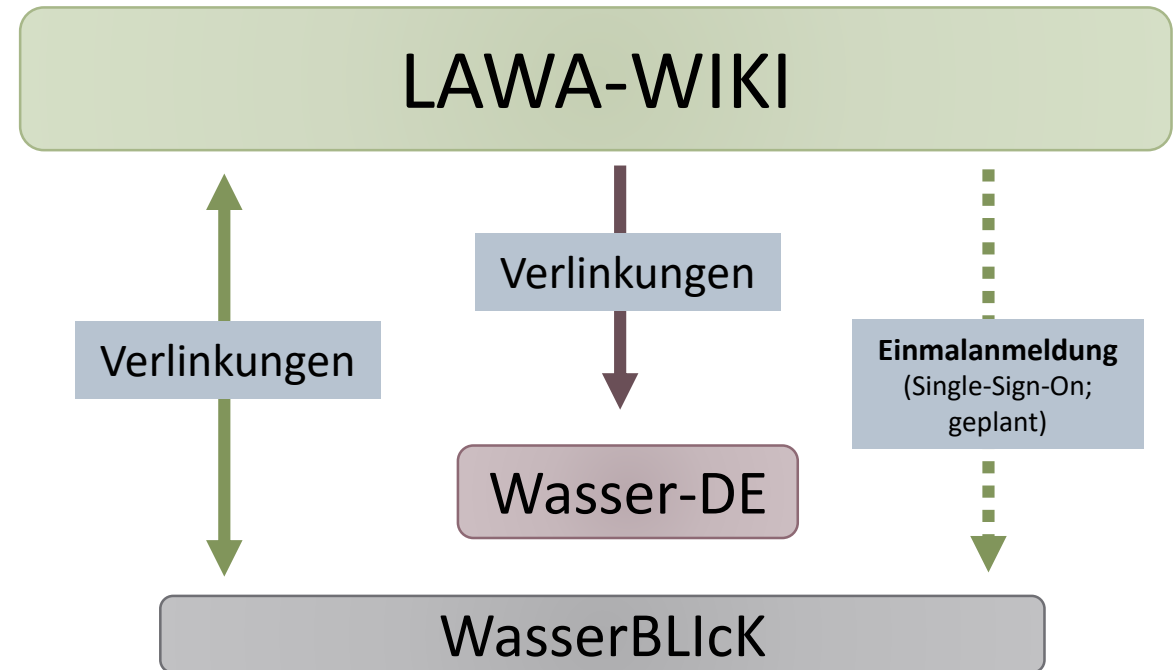 LAWA-WIKI
Verlinkungen
Verlinkungen
Einmalanmeldung
(Single-Sign-On;
geplant)
Wasser-DE
WasserBLIcK